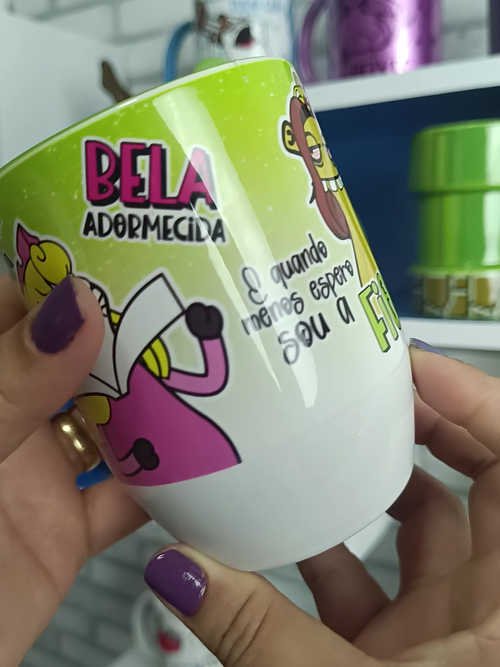 BELA
ADORMECIDA
E quando
menos espero
sou a